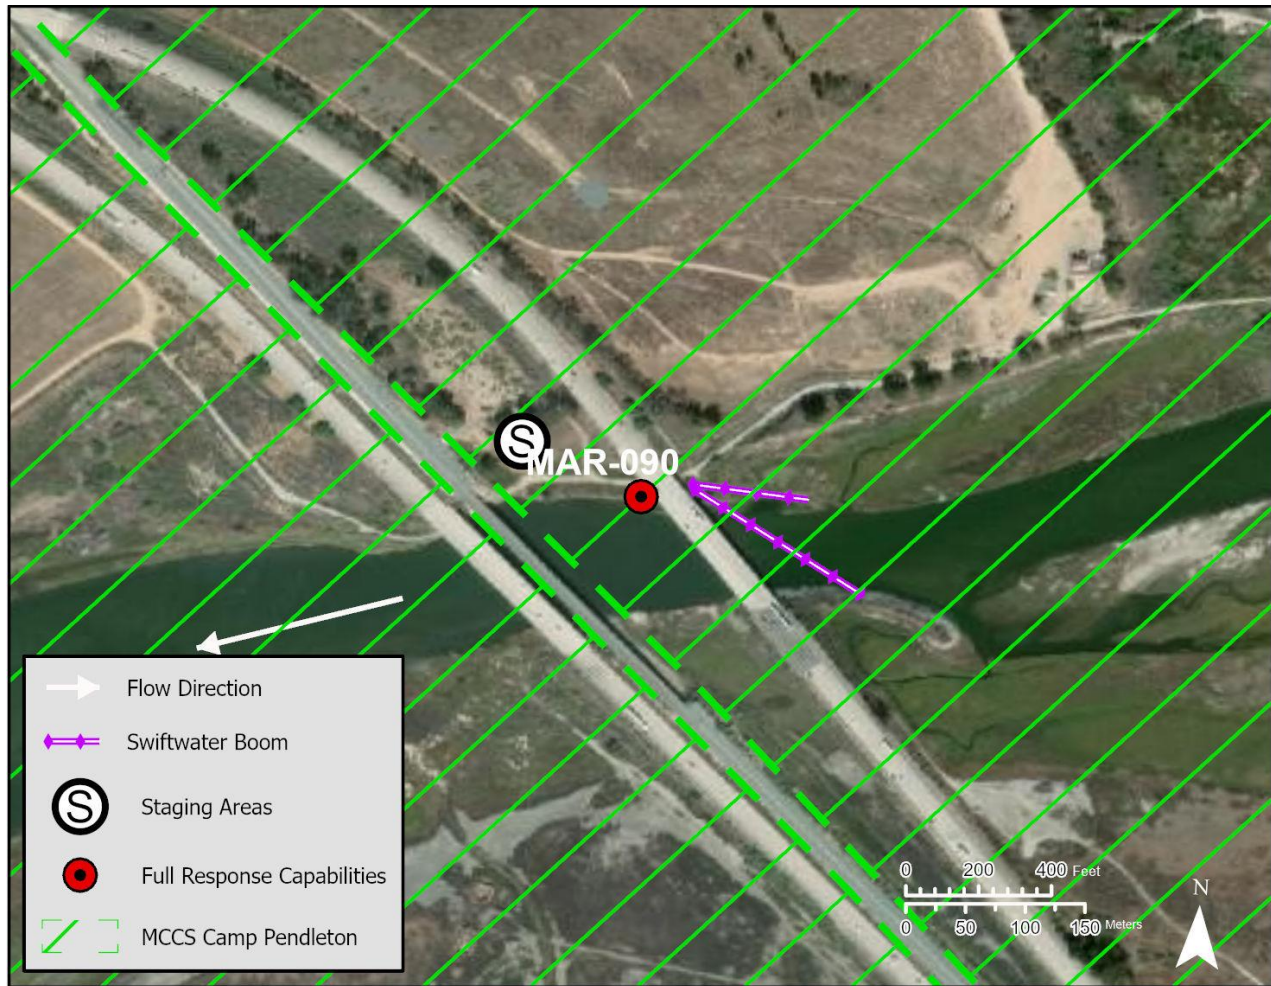 S
MAR-090
Flow Direction
Swiftwater Boom
S
Staging Areas
Full Response Capabilities
MCCS Camp Pendleton
0 200 400 Feet
0 50 100 150 Meters
N